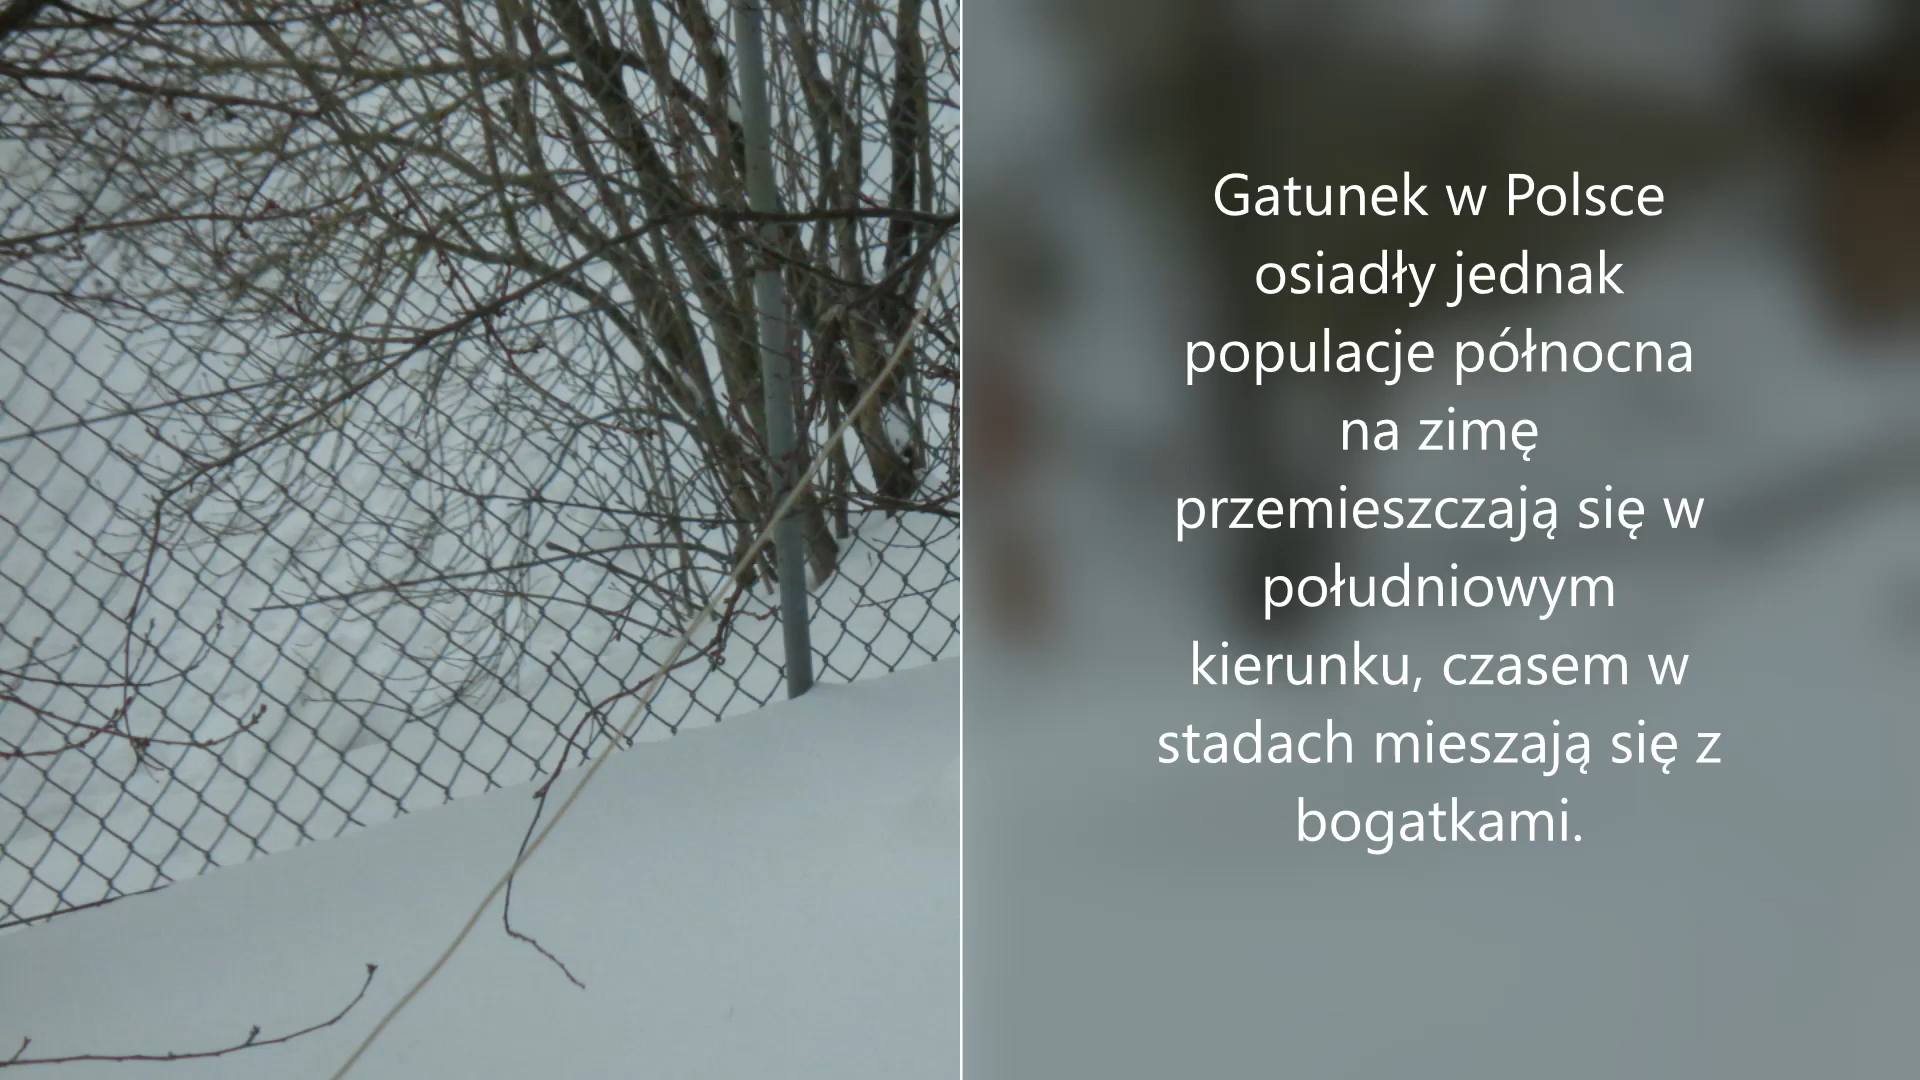 Gatunek w Polsce
osiadły jednak
populacje północna
na zimę
przemieszczają się w
południowym
kierunku, czasem w
stadach mieszają się z
bogatkami.